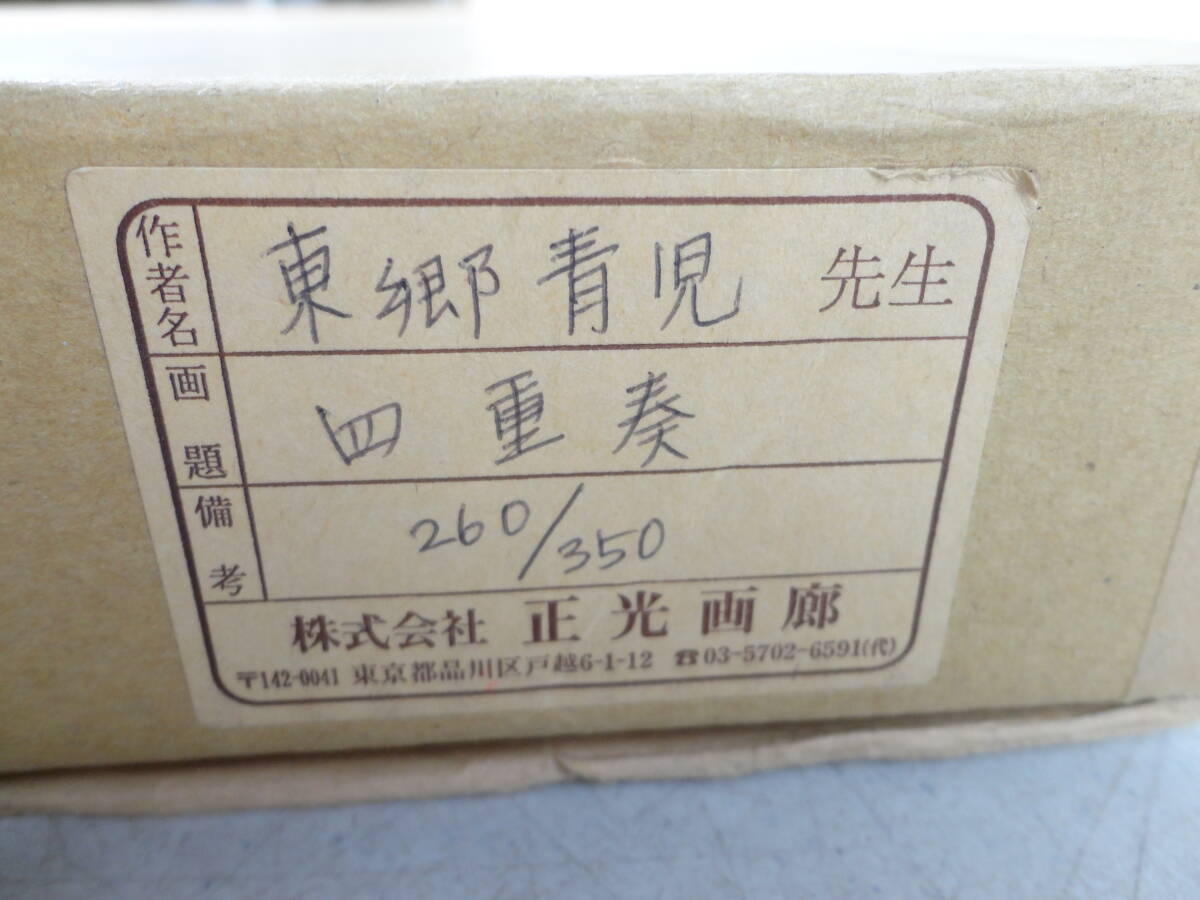 作者名 東郷青児 先生
画題 四重奏
備考 260/350
株式会社 正光画廊
〒142-0041 東京都品川区戸越6-1-12 ☎03-5702-6591(代)